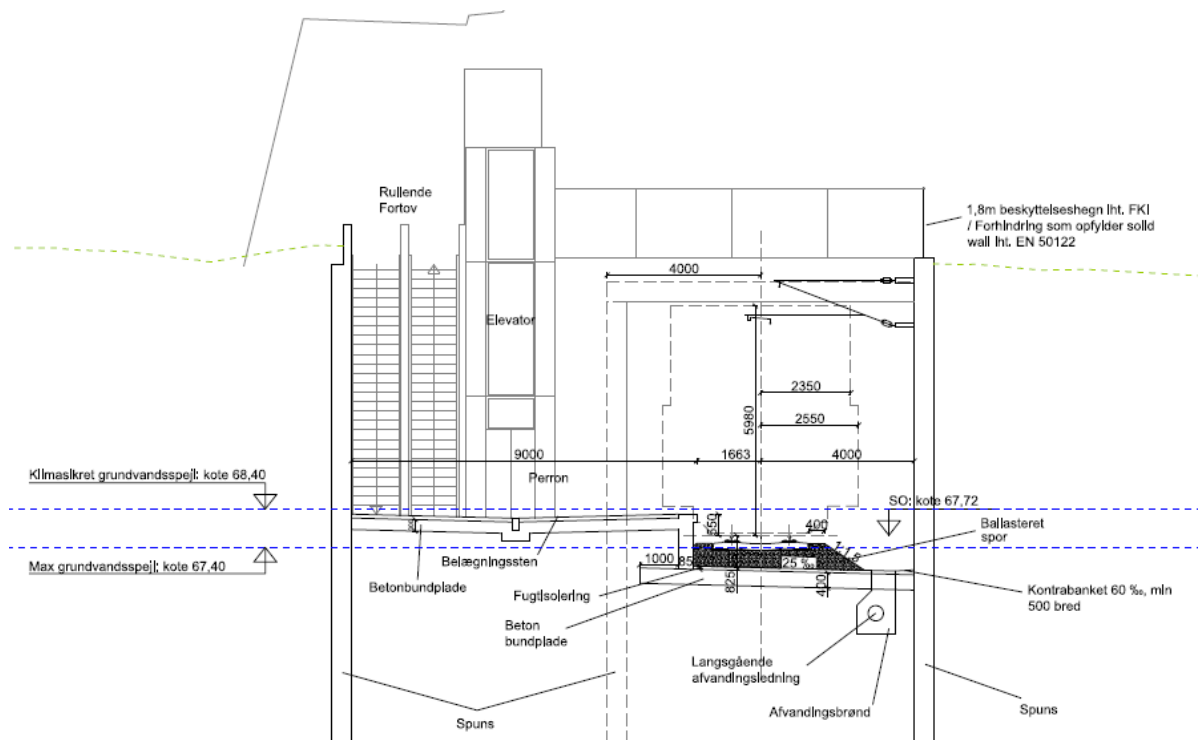 Rullende
Fortov
1,8m beskyttelseshegn iht. FKI
/ Forhindring som opfylder solid
wall iht. EN 50122
4000
Elevator
2350
5980
2550
9000
1663
4000
Perron
Klimasikret grundvandsspejl: kote 68,40
SO: kote 67,72
550
400
Ballasteret
spor
Max grundvandsspejl: kote 67,40
Belægningssten
Betonbundplade
1000
85
25 ‰
825
400
Fugtisolering
Kontrabanket 60 ‰, min
500 bred
Beton
bundplade
Langsgående
afvandingsledning
Afvandingsbrønd
Spuns
Spuns